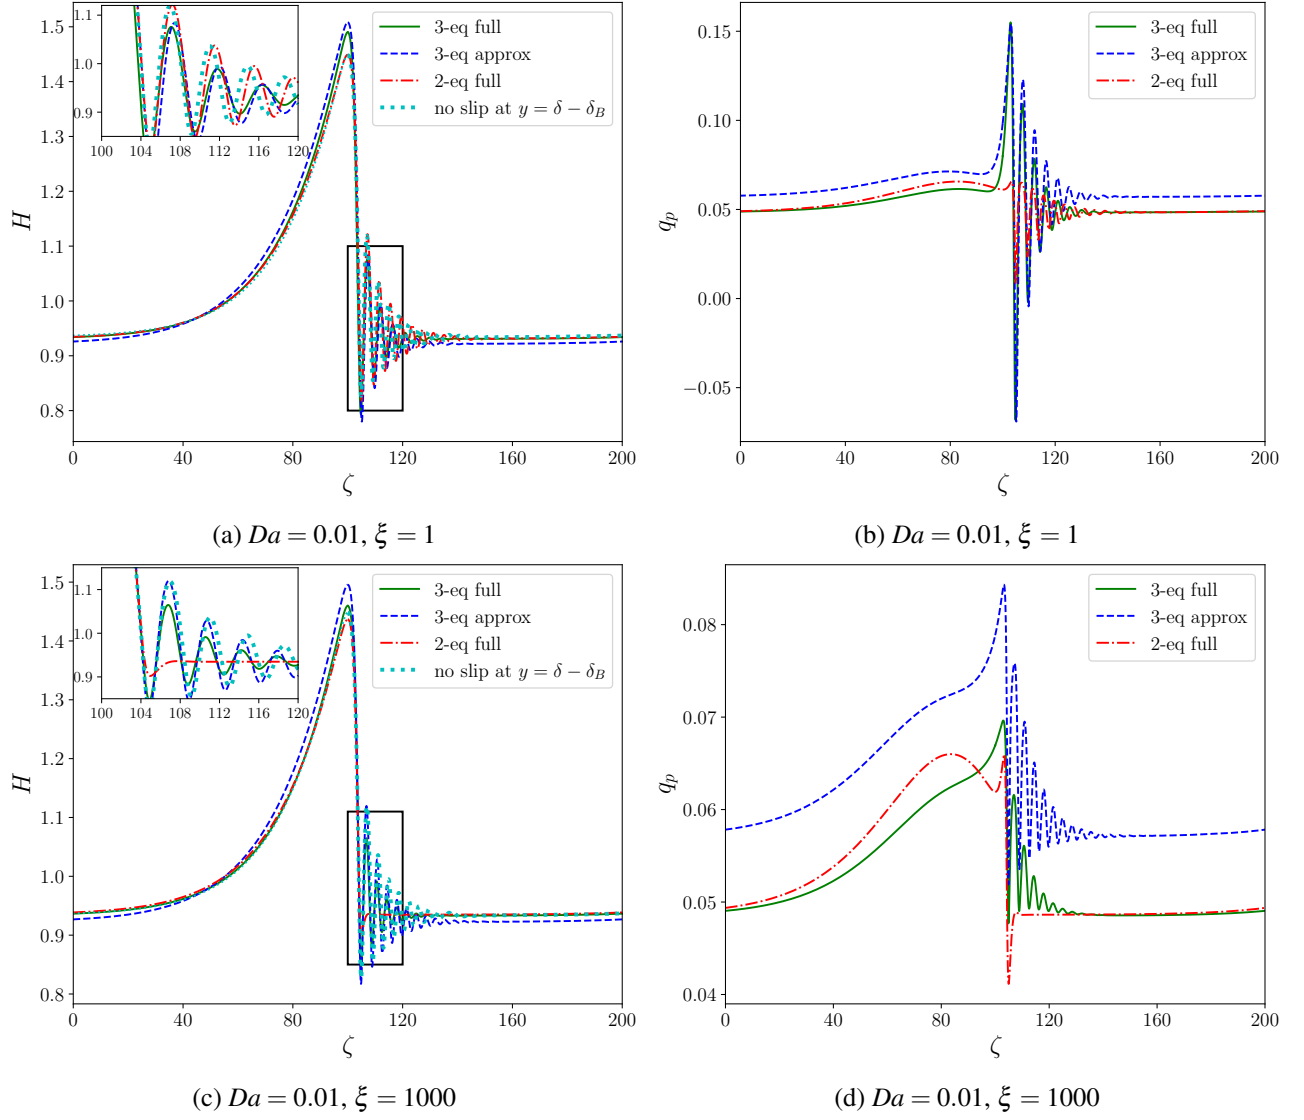 1.5
1.4
1.3
1.2
1.1
1.0
0.9
0.8
H
1.1
1.0
0.9
100 104 108 112 116 120
3-eq full
3-eq approx
2-eq full
no slip at y = δ − δ_B
0 40 80 120 160 200
ζ
(a) Da = 0.01, ξ = 1
0.15
0.10
0.05
0.00
−0.05
q_p
3-eq full
3-eq approx
2-eq full
0 40 80 120 160 200
ζ
(b) Da = 0.01, ξ = 1
1.5
1.4
1.3
1.2
1.1
1.0
0.9
0.8
H
1.1
1.0
0.9
100 104 108 112 116 120
3-eq full
3-eq approx
2-eq full
no slip at y = δ − δ_B
0 40 80 120 160 200
ζ
(c) Da = 0.01, ξ = 1000
0.08
0.07
0.06
0.05
0.04
q_p
3-eq full
3-eq approx
2-eq full
0 40 80 120 160 200
ζ
(d) Da = 0.01, ξ = 1000